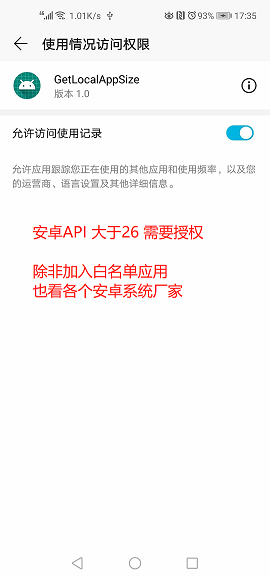 46 1.01K/s 93% 17:35
使用情况访问权限
GetLocalAppSize
版本 1.0
允许访问使用记录
允许应用跟踪您正在使用的其他应用和使用频率，以及您
的运营商、语言设置及其他详细信息。
安卓API 大于26 需要授权
除非加入白名单应用
也看各个安卓系统厂家